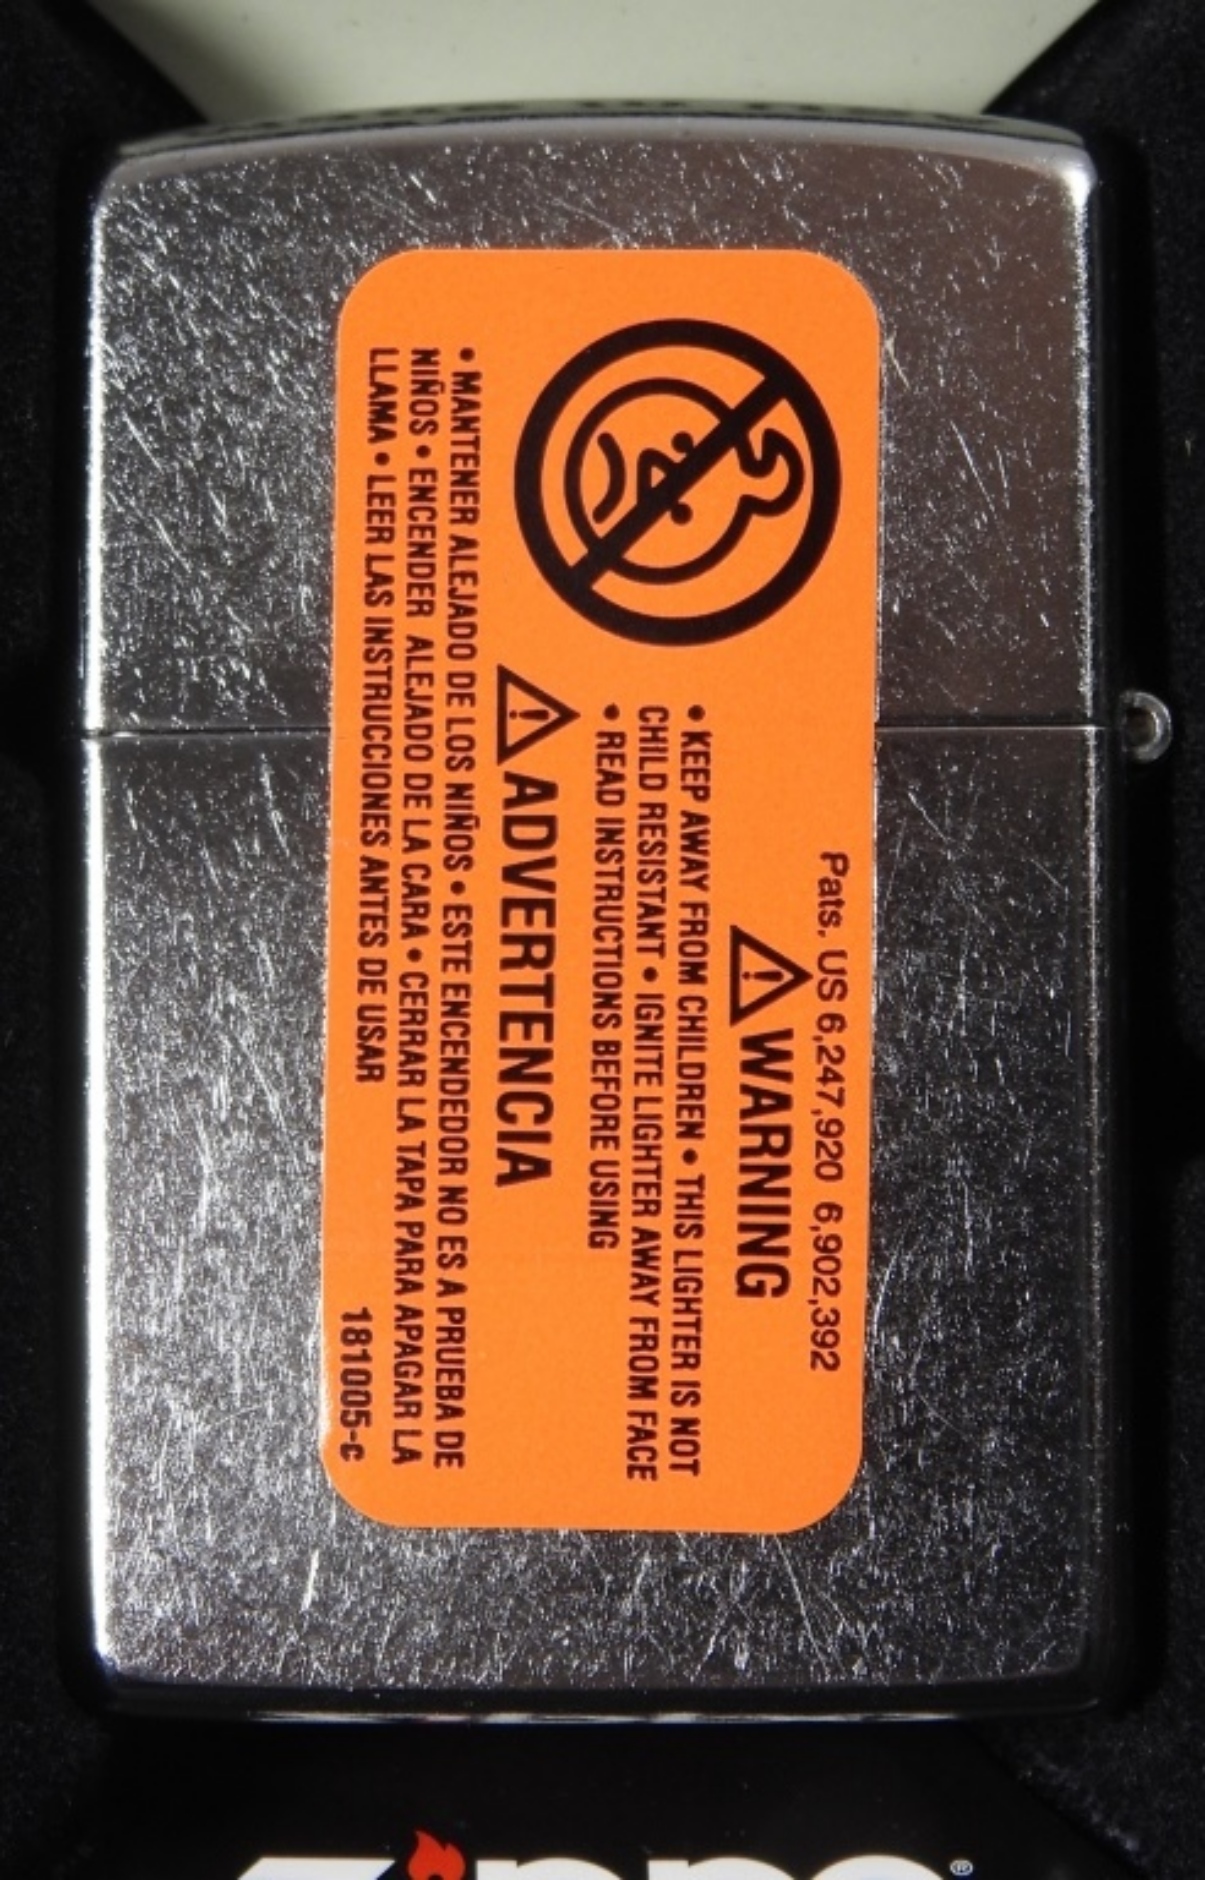 Pats. US 6,247,920 6,902,392
WARNING
• KEEP AWAY FROM CHILDREN • THIS LIGHTER IS NOT
CHILD RESISTANT • IGNITE LIGHTER AWAY FROM FACE
• READ INSTRUCTIONS BEFORE USING
ADVERTENCIA
• MANTENER ALEJADO DE LOS NIÑOS • ESTE ENCENDEDOR NO ES A PRUEBA DE
NIÑOS • ENCENDER ALEJADO DE LA CARA • CERRAR LA TAPA PARA APAGAR LA
LLAMA • LEER LAS INSTRUCCIONES ANTES DE USAR
181005-c
Zippo®